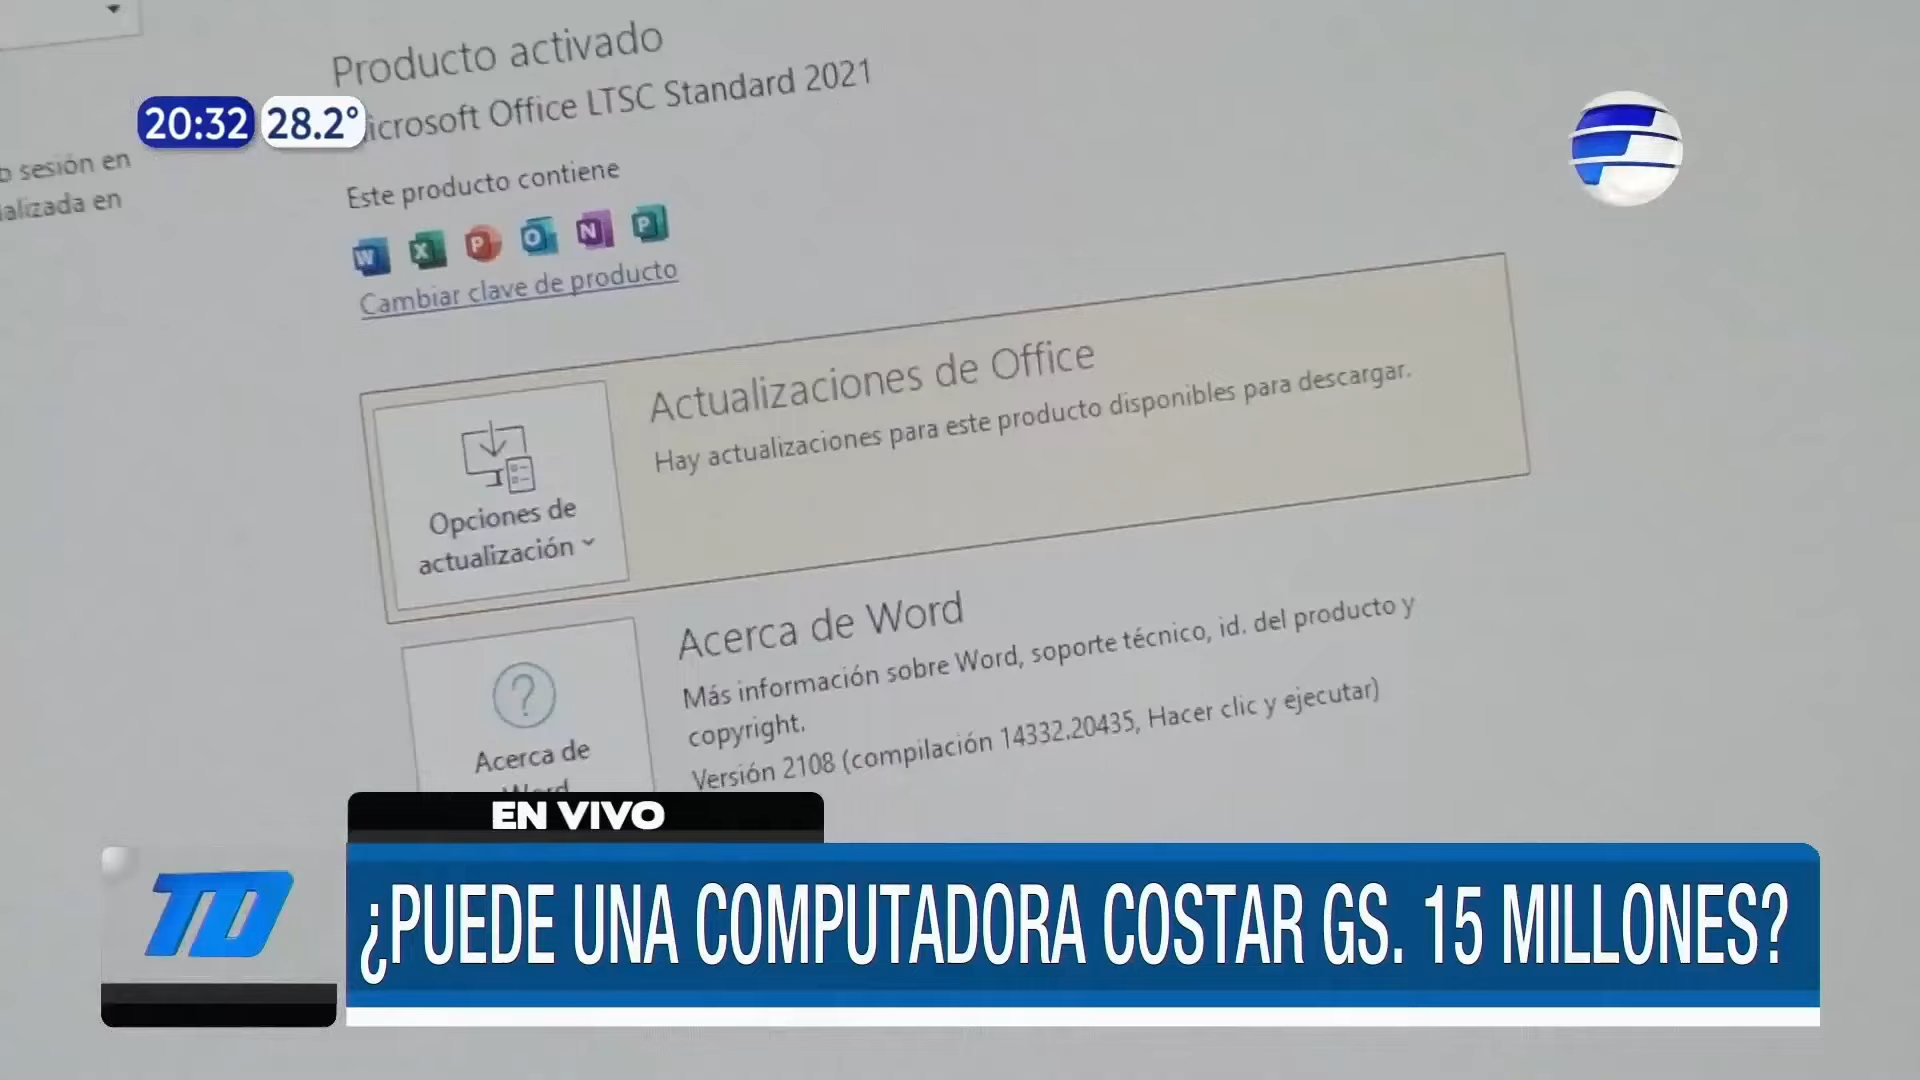 Producto activado
icrosoft Office LTSC Standard 2021
20:32 28.2°
sesión en
alizada en
Este producto contiene
W X P O N P
Cambiar clave de producto
Actualizaciones de Office
Hay actualizaciones para este producto disponibles para descargar.
Opciones de
actualización
Acerca de Word
Más información sobre Word, soporte técnico, id. del producto y
copyright.
Versión 2108 (compilación 14332.20435, Hacer clic y ejecutar)
Acerca de
Word
EN VIVO
TD
¿PUEDE UNA COMPUTADORA COSTAR GS. 15 MILLONES?